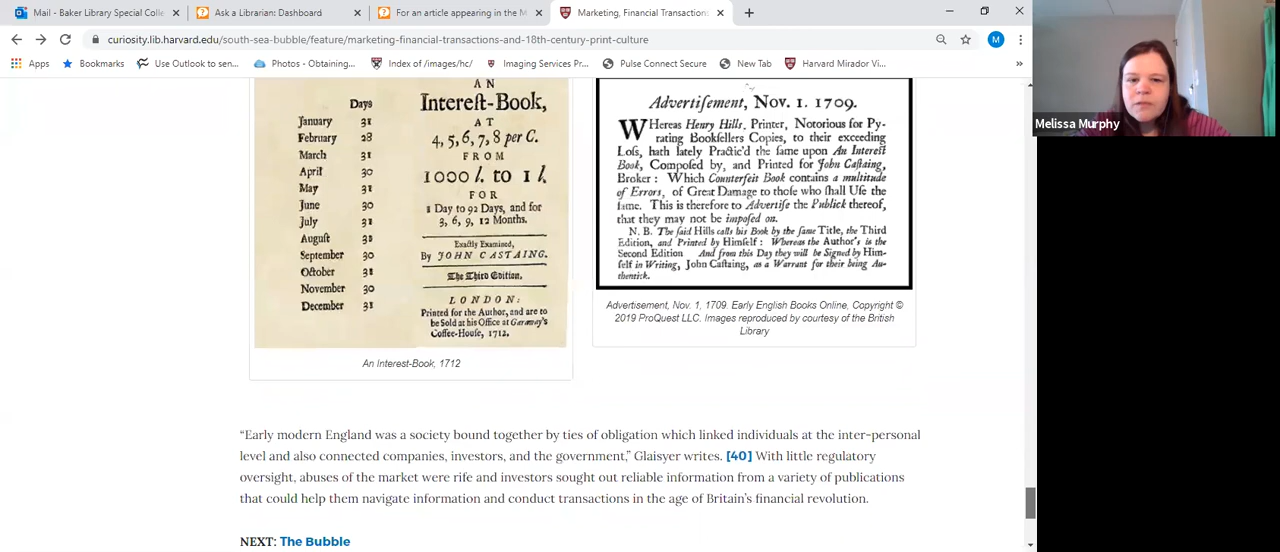 Mail - Baker Library Special Colle
Ask a Librarian: Dashboard
For an article appearing in the M
Marketing, Financial Transaction
curiosity.lib.harvard.edu/south-sea-bubble/feature/marketing-financial-transactions-and-18th-century-print-culture
M
Apps
Bookmarks
Use Outlook to sen...
Photos - Obtaining...
Index of /images/hc/
Imaging Services Pr...
Pulse Connect Secure
New Tab
Harvard Mirador Vi...
»
Melissa Murphy
Days
January 31
February 28
March 31
April 30
May 31
June 30
July 31
Auguſt 31
September 30
October 31
November 30
December 31
AN
Intereſt-Book,
AT
4, 5, 6, 7, 8 per C.
FROM
1000 l. to 1 l.
FOR
1 Day to 92 Days, and for
3, 6, 9, 12 Months.
Exactly Examined,
By JOHN CASTAING.
The Third Edition.
LONDON:
Printed for the Author, and are to
be Sold at his Office at Garaway's
Coffee-Houſe, 1712.
An Interest-Book, 1712
Advertiſement, Nov. 1. 1709.
WHereas Henry Hills, Printer, Notorious for Py-
rating Bookſellers Copies, to their exceeding
Loſs, hath lately Practic'd the ſame upon An Intereſt
Book, Compoſed by, and Printed for John Caſtaing,
Broker: Which Counterfeit Book contains a multitude
of Errors, of Great Damage to thoſe who ſhall Uſe the
ſame. This is therefore to Advertiſe the Publick thereof,
that they may not be impoſed on.
N. B. The ſaid Hills calls his Book by the ſame Title, the Third
Edition, and Printed by Himſelf: Whereas the Author's is the
Second Edition And from this Day they will be Signed by Him-
ſelf in Writing, John Caſtaing, as a Warrant for their being Au-
thentick.
Advertisement, Nov. 1, 1709. Early English Books Online, Copyright ©
2019 ProQuest LLC. Images reproduced by courtesy of the British
Library
“Early modern England was a society bound together by ties of obligation which linked individuals at the inter-personal
level and also connected companies, investors, and the government,” Glaisyer writes. [40] With little regulatory
oversight, abuses of the market were rife and investors sought out reliable information from a variety of publications
that could help them navigate information and conduct transactions in the age of Britain’s financial revolution.
NEXT: The Bubble